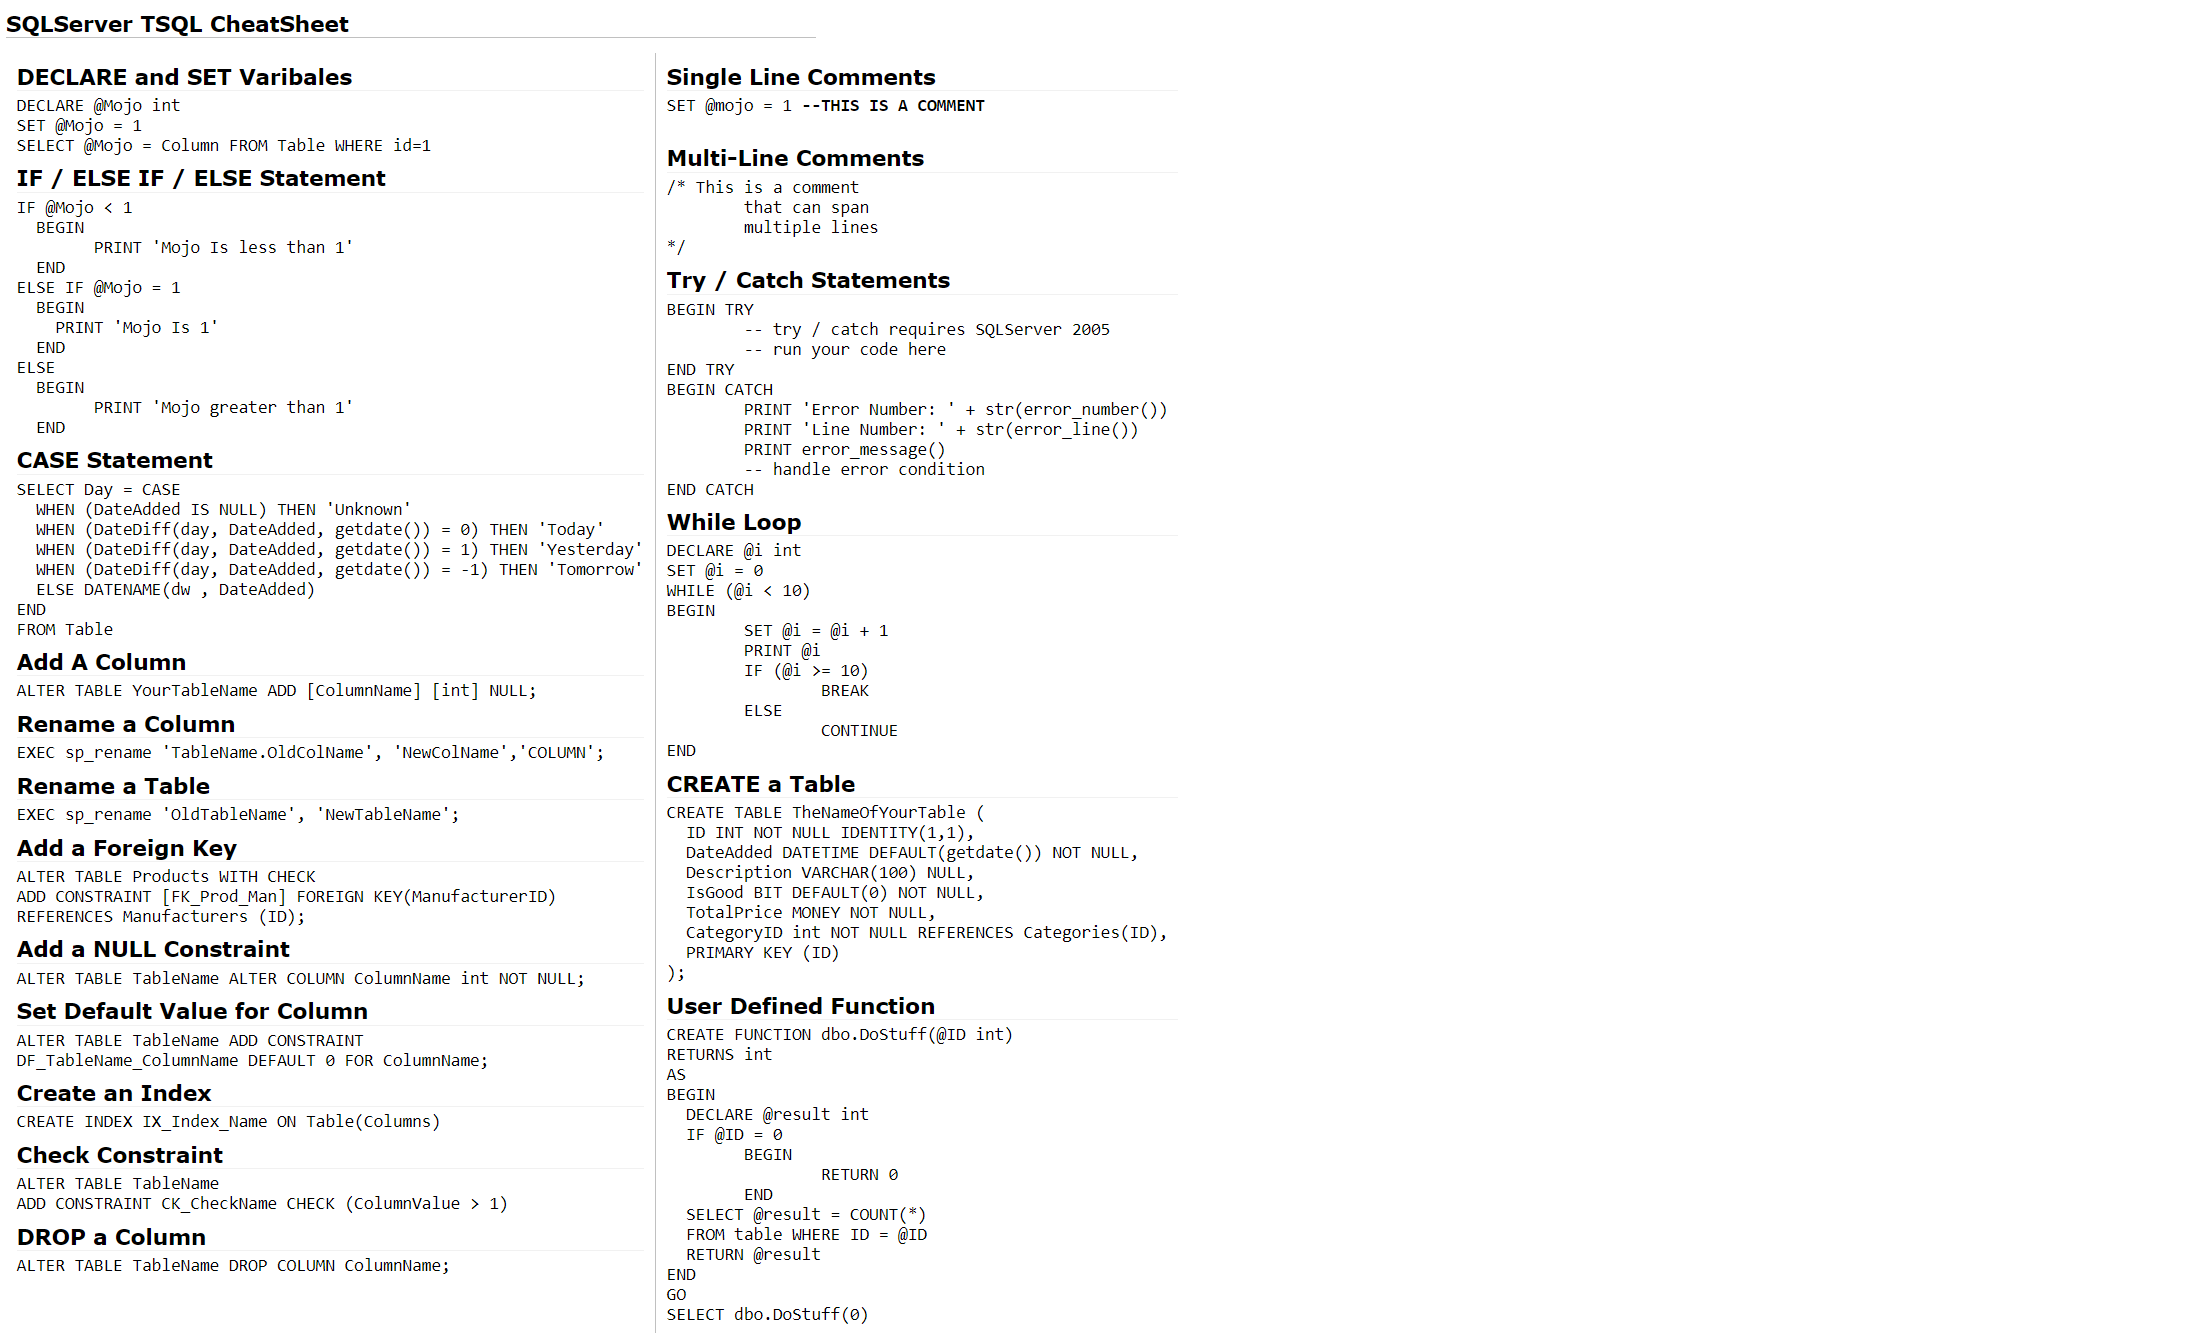 SQLServer TSQL CheatSheet
DECLARE and SET Varibales
DECLARE @Mojo int
SET @Mojo = 1
SELECT @Mojo = Column FROM Table WHERE id=1
IF / ELSE IF / ELSE Statement
IF @Mojo < 1
  BEGIN
        PRINT 'Mojo Is less than 1'
  END
ELSE IF @Mojo = 1
  BEGIN
    PRINT 'Mojo Is 1'
  END
ELSE
  BEGIN
        PRINT 'Mojo greater than 1'
  END
CASE Statement
SELECT Day = CASE
  WHEN (DateAdded IS NULL) THEN 'Unknown'
  WHEN (DateDiff(day, DateAdded, getdate()) = 0) THEN 'Today'
  WHEN (DateDiff(day, DateAdded, getdate()) = 1) THEN 'Yesterday'
  WHEN (DateDiff(day, DateAdded, getdate()) = -1) THEN 'Tomorrow'
  ELSE DATENAME(dw , DateAdded)
END
FROM Table
Add A Column
ALTER TABLE YourTableName ADD [ColumnName] [int] NULL;
Rename a Column
EXEC sp_rename 'TableName.OldColName', 'NewColName','COLUMN';
Rename a Table
EXEC sp_rename 'OldTableName', 'NewTableName';
Add a Foreign Key
ALTER TABLE Products WITH CHECK
ADD CONSTRAINT [FK_Prod_Man] FOREIGN KEY(ManufacturerID)
REFERENCES Manufacturers (ID);
Add a NULL Constraint
ALTER TABLE TableName ALTER COLUMN ColumnName int NOT NULL;
Set Default Value for Column
ALTER TABLE TableName ADD CONSTRAINT
DF_TableName_ColumnName DEFAULT 0 FOR ColumnName;
Create an Index
CREATE INDEX IX_Index_Name ON Table(Columns)
Check Constraint
ALTER TABLE TableName
ADD CONSTRAINT CK_CheckName CHECK (ColumnValue > 1)
DROP a Column
ALTER TABLE TableName DROP COLUMN ColumnName;
Single Line Comments
SET @mojo = 1 --THIS IS A COMMENT
Multi-Line Comments
/* This is a comment
        that can span
        multiple lines
*/
Try / Catch Statements
BEGIN TRY
        -- try / catch requires SQLServer 2005
        -- run your code here
END TRY
BEGIN CATCH
        PRINT 'Error Number: ' + str(error_number())
        PRINT 'Line Number: ' + str(error_line())
        PRINT error_message()
        -- handle error condition
END CATCH
While Loop
DECLARE @i int
SET @i = 0
WHILE (@i < 10)
BEGIN
        SET @i = @i + 1
        PRINT @i
        IF (@i >= 10)
                BREAK
        ELSE
                CONTINUE
END
CREATE a Table
CREATE TABLE TheNameOfYourTable (
  ID INT NOT NULL IDENTITY(1,1),
  DateAdded DATETIME DEFAULT(getdate()) NOT NULL,
  Description VARCHAR(100) NULL,
  IsGood BIT DEFAULT(0) NOT NULL,
  TotalPrice MONEY NOT NULL,
  CategoryID int NOT NULL REFERENCES Categories(ID),
  PRIMARY KEY (ID)
);
User Defined Function
CREATE FUNCTION dbo.DoStuff(@ID int)
RETURNS int
AS
BEGIN
  DECLARE @result int
  IF @ID = 0
        BEGIN
                RETURN 0
        END
  SELECT @result = COUNT(*)
  FROM table WHERE ID = @ID
  RETURN @result
END
GO
SELECT dbo.DoStuff(0)